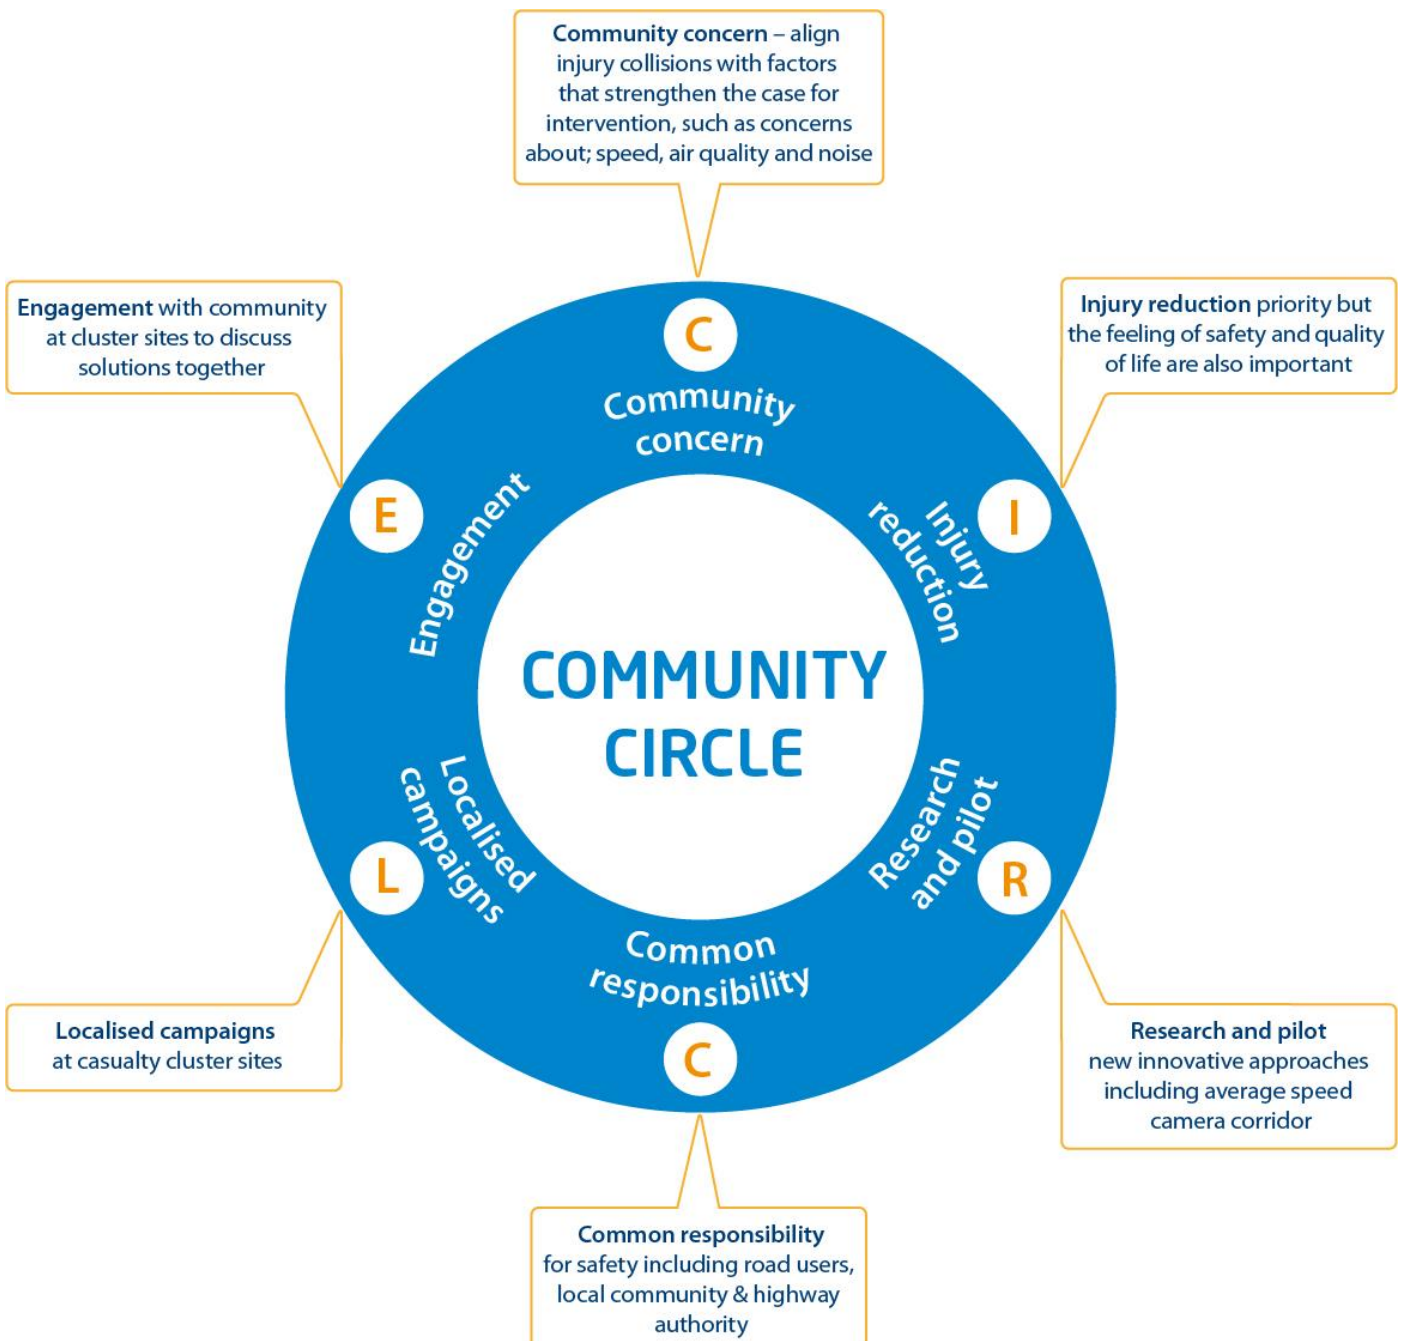 Community concern – align
injury collisions with factors
that strengthen the case for
intervention, such as concerns
about; speed, air quality and noise
Engagement with community
at cluster sites to discuss
solutions together
Injury reduction priority but
the feeling of safety and quality
of life are also important
C
Community
concern
I
Injury
reduction
R
Research
and pilot
C
Common
responsibility
L
Localised
campaigns
E
Engagement
COMMUNITY
CIRCLE
Localised campaigns
at casualty cluster sites
Research and pilot
new innovative approaches
including average speed
camera corridor
Common responsibility
for safety including road users,
local community & highway
authority